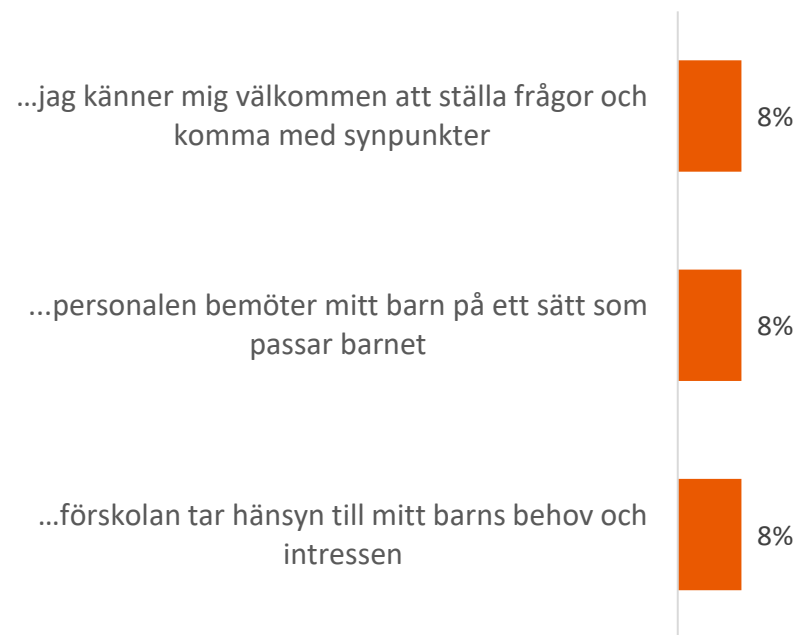 …jag känner mig välkommen att ställa frågor och
komma med synpunkter
8%
...personalen bemöter mitt barn på ett sätt som
passar barnet
8%
…förskolan tar hänsyn till mitt barns behov och
intressen
8%